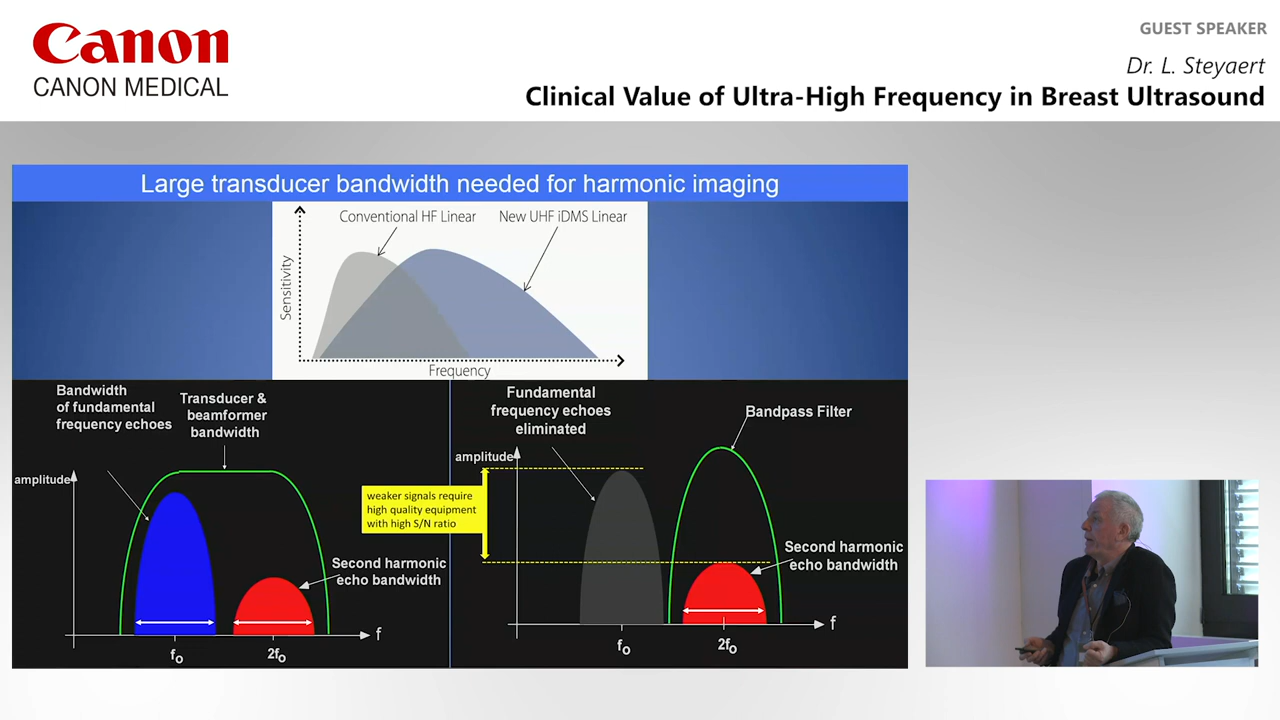 Canon
CANON MEDICAL
GUEST SPEAKER
Dr. L. Steyaert
Clinical Value of Ultra-High Frequency in Breast Ultrasound
Large transducer bandwidth needed for harmonic imaging
Conventional HF Linear
New UHF iDMS Linear
Sensitivity
Frequency
Bandwidth
of fundamental
frequency echoes
Transducer &
beamformer
bandwidth
amplitude
Second harmonic
echo bandwidth
f
fo
2fo
Fundamental
frequency echoes
eliminated
Bandpass Filter
amplitude
weaker signals require
high quality equipment
with high S/N ratio
Second harmonic
echo bandwidth
f
fo
2fo